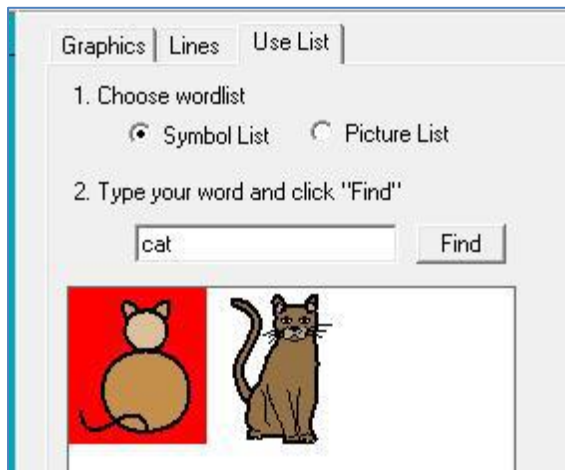 Graphics Lines Use List
1. Choose wordlist
Symbol List Picture List
2. Type your word and click "Find"
cat Find